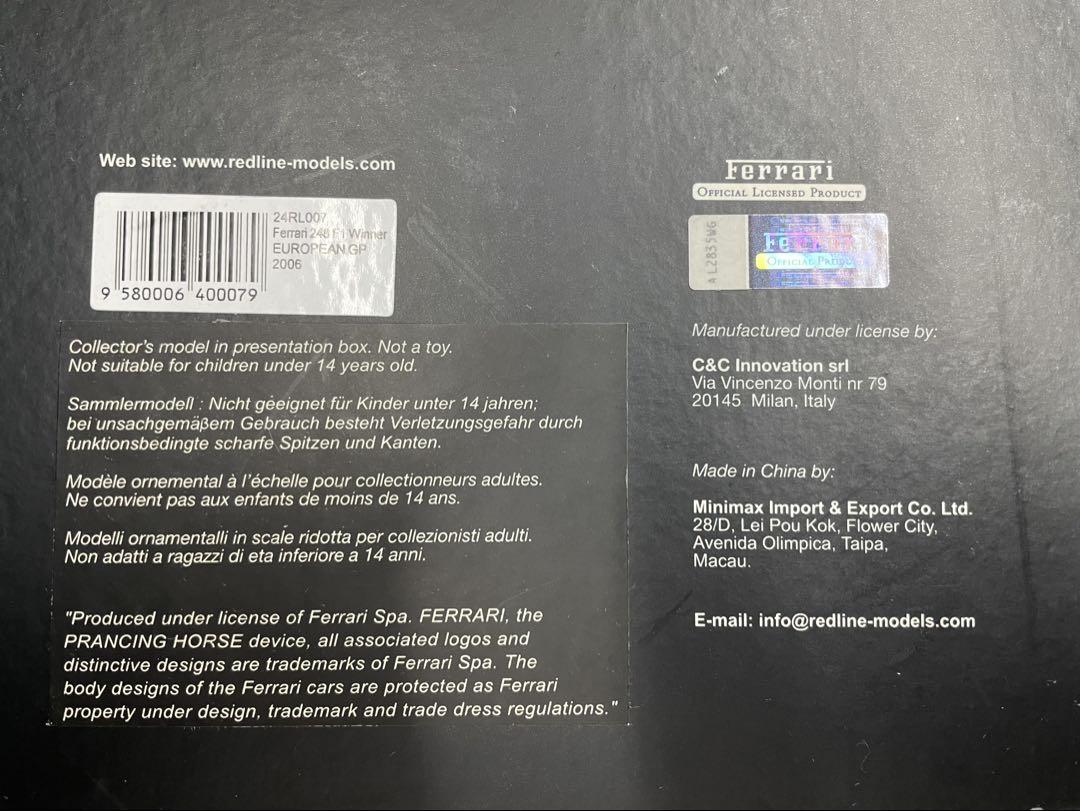 Web site: www.redline-models.com
24RL007
Ferrari 248 F1 Winner
EUROPEAN GP
2006
9 580006 400079
Collector's model in presentation box. Not a toy.
Not suitable for children under 14 years old.
Sammlermodell : Nicht geeignet für Kinder unter 14 jahren;
bei unsachgemäβem Gebrauch besteht Verletzungsgefahr durch
funktionsbedingte scharfe Spitzen und Kanten.
Modèle ornemental à l'échelle pour collectionneurs adultes.
Ne convient pas aux enfants de moins de 14 ans.
Modelli ornamentalli in scale ridotta per collezionisti adulti.
Non adatti a ragazzi di eta inferiore a 14 anni.
"Produced under license of Ferrari Spa. FERRARI, the
PRANCING HORSE device, all associated logos and
distinctive designs are trademarks of Ferrari Spa. The
body designs of the Ferrari cars are protected as Ferrari
property under design, trademark and trade dress regulations."
Ferrari
OFFICIAL LICENSED PRODUCT
AL2835WG
Ferrari
OFFICIAL PRODU
Manufactured under license by:
C&C Innovation srl
Via Vincenzo Monti nr 79
20145 Milan, Italy
Made in China by:
Minimax Import & Export Co. Ltd.
28/D, Lei Pou Kok, Flower City,
Avenida Olimpica, Taipa,
Macau.
E-mail: info@redline-models.com